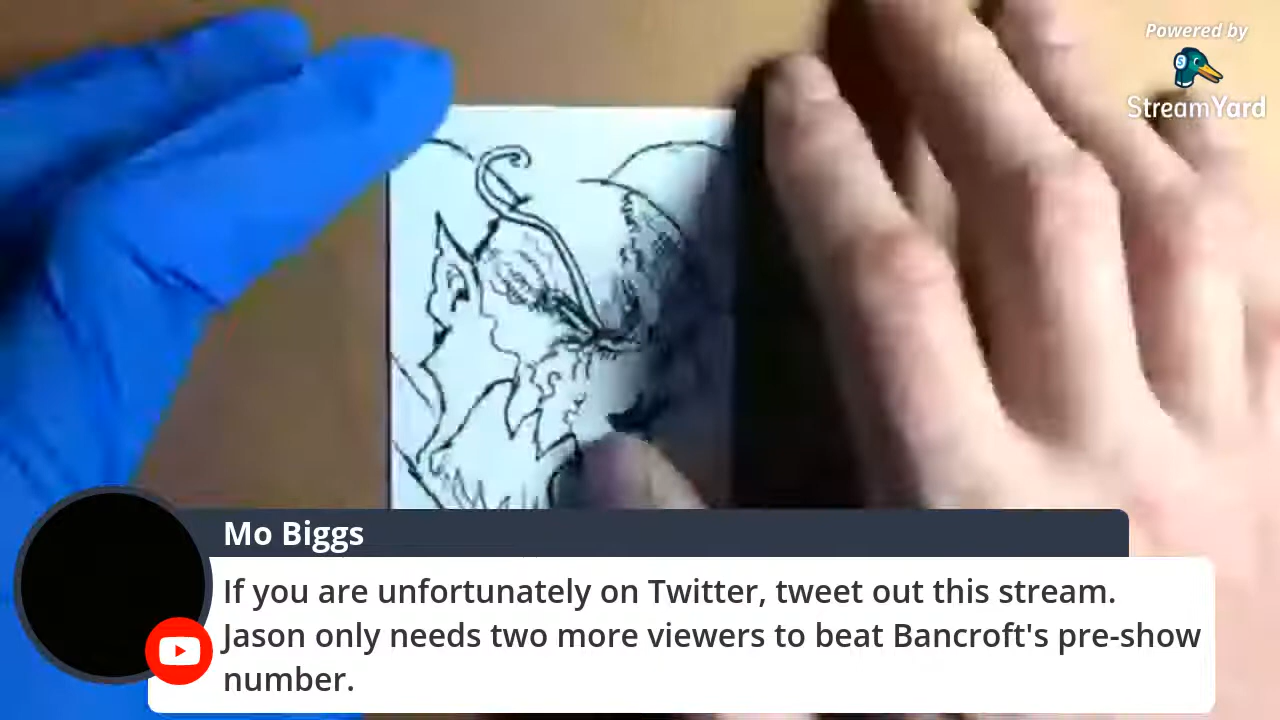 Powered by
StreamYard
Mo Biggs
If you are unfortunately on Twitter, tweet out this stream.
Jason only needs two more viewers to beat Bancroft's pre-show
number.